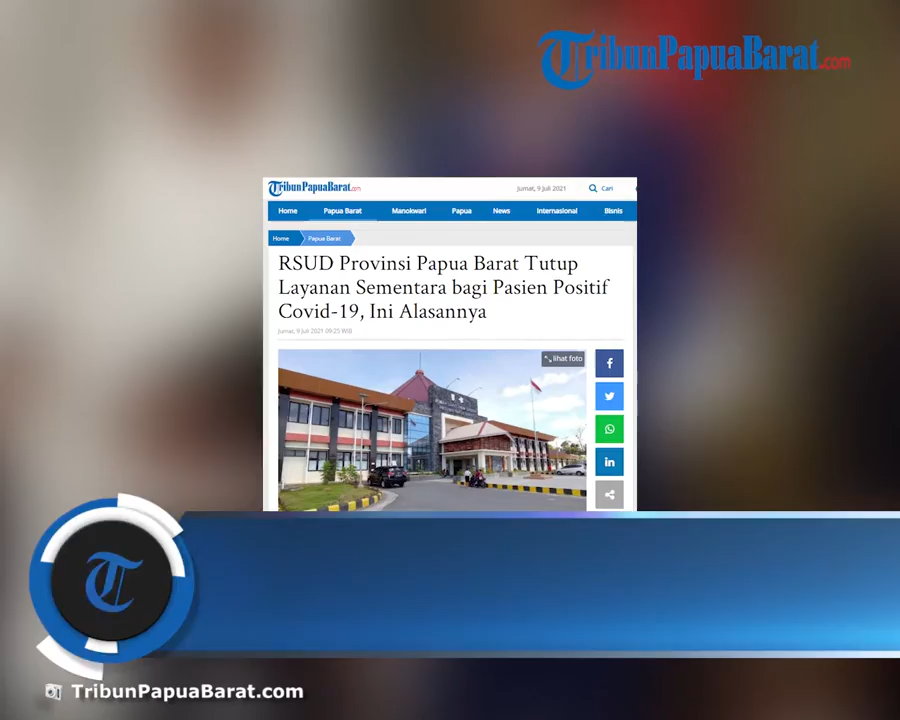 TribunPapuaBarat.com
TribunPapuaBarat.com
Jumat, 9 Juli 2021
Cari
Home Papua Barat Manokwari Papua News Internasional Bisnis
Home Papua Barat
RSUD Provinsi Papua Barat Tutup
Layanan Sementara bagi Pasien Positif
Covid-19, Ini Alasannya
Jumat, 9 Juli 2021 09:25 WIB
lihat foto
T
TribunPapuaBarat.com